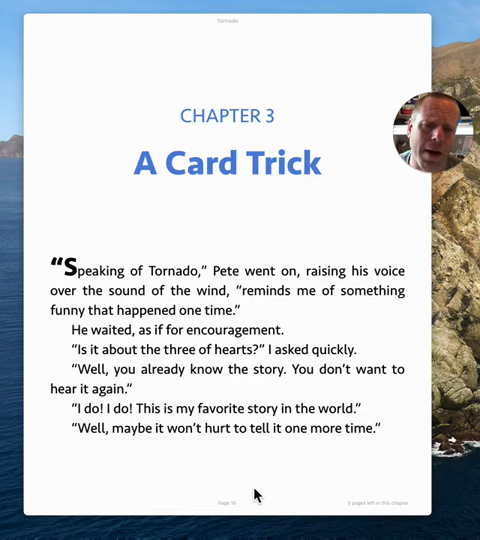 Tornado
CHAPTER 3
A Card Trick
“Speaking of Tornado,” Pete went on, raising his voice
over the sound of the wind, “reminds me of something
funny that happened one time.”
He waited, as if for encouragement.
“Is it about the three of hearts?” I asked quickly.
“Well, you already know the story. You don’t want to
hear it again.”
“I do! I do! This is my favorite story in the world.”
“Well, maybe it won’t hurt to tell it one more time.”
Page 16
5 pages left in this chapter